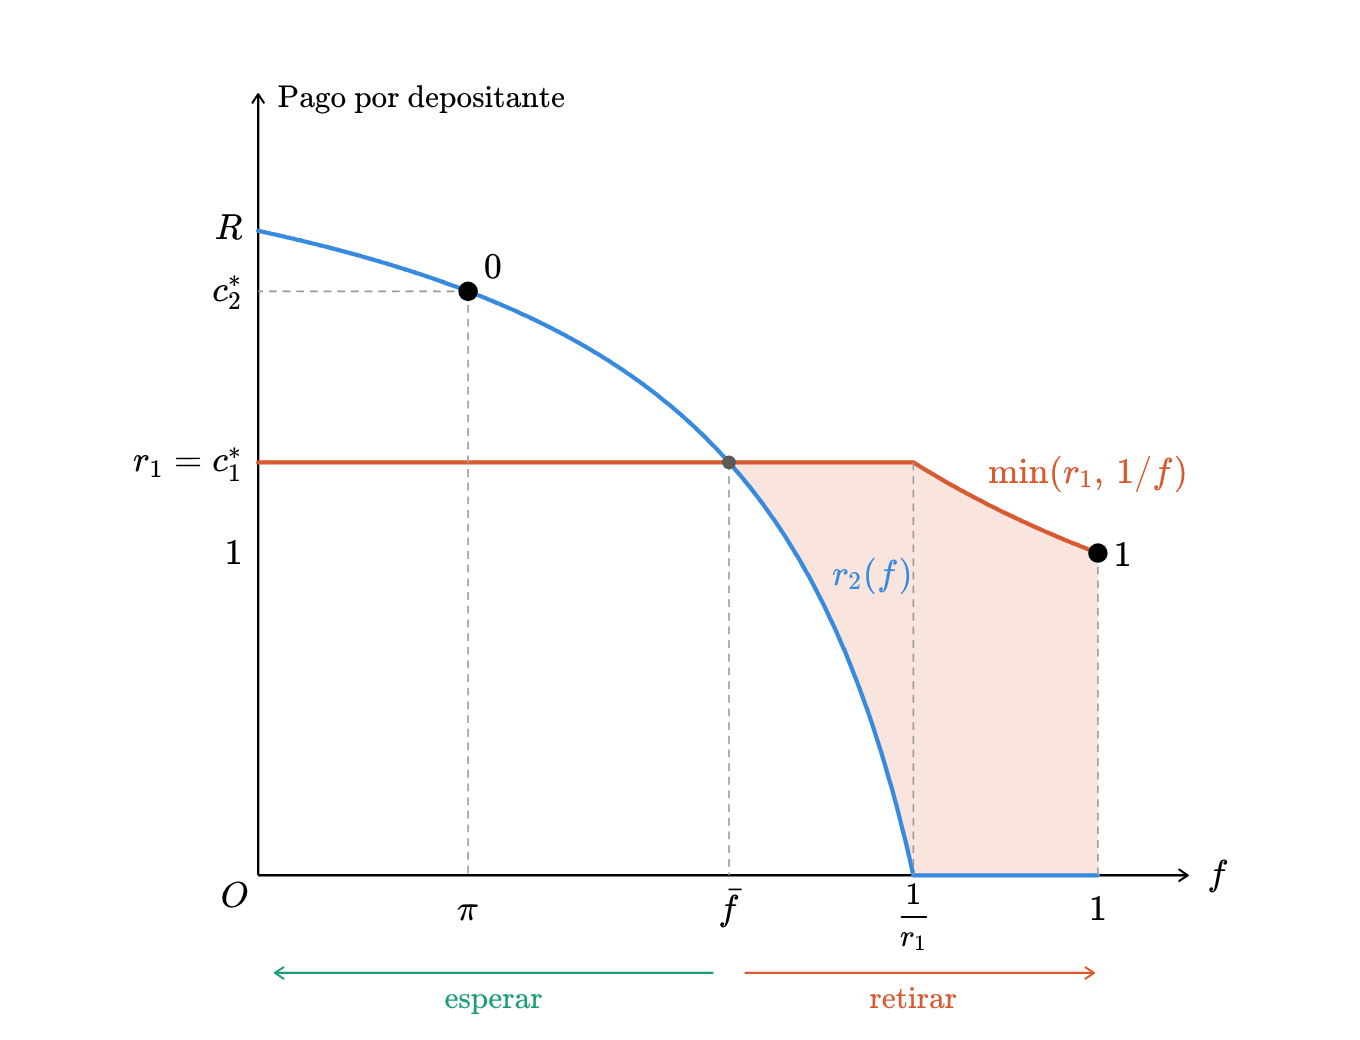 Pago por depositante
R
0
c₂*
r₁ = c₁*
min(r₁, 1/f)
1
1
r₂(f)
O
π
f̄
1/r₁
1
f
esperar
retirar